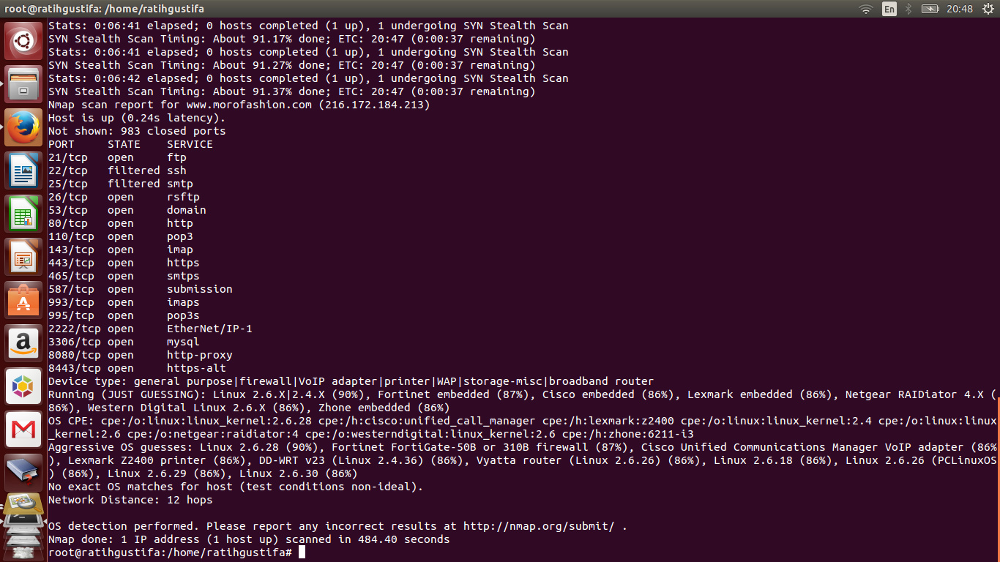 root@ratihgustifa: /home/ratihgustifa
En
20:48
Stats: 0:06:41 elapsed; 0 hosts completed (1 up), 1 undergoing SYN Stealth Scan
SYN Stealth Scan Timing: About 91.17% done; ETC: 20:47 (0:00:37 remaining)
Stats: 0:06:41 elapsed; 0 hosts completed (1 up), 1 undergoing SYN Stealth Scan
SYN Stealth Scan Timing: About 91.27% done; ETC: 20:47 (0:00:37 remaining)
Stats: 0:06:42 elapsed; 0 hosts completed (1 up), 1 undergoing SYN Stealth Scan
SYN Stealth Scan Timing: About 91.37% done; ETC: 20:47 (0:00:37 remaining)
Nmap scan report for www.morofashion.com (216.172.184.213)
Host is up (0.24s latency).
Not shown: 983 closed ports
PORT     STATE    SERVICE
21/tcp   open     ftp
22/tcp   filtered ssh
25/tcp   filtered smtp
26/tcp   open     rsftp
53/tcp   open     domain
80/tcp   open     http
110/tcp  open     pop3
143/tcp  open     imap
443/tcp  open     https
465/tcp  open     smtps
587/tcp  open     submission
993/tcp  open     imaps
995/tcp  open     pop3s
2222/tcp open     EtherNet/IP-1
3306/tcp open     mysql
8080/tcp open     http-proxy
8443/tcp open     https-alt
Device type: general purpose|firewall|VoIP adapter|printer|WAP|storage-misc|broadband router
Running (JUST GUESSING): Linux 2.6.X|2.4.X (90%), Fortinet embedded (87%), Cisco embedded (86%), Lexmark embedded (86%), Netgear RAIDiator 4.X (
86%), Western Digital Linux 2.6.X (86%), Zhone embedded (86%)
OS CPE: cpe:/o:linux:linux_kernel:2.6.28 cpe:/h:cisco:unified_call_manager cpe:/h:lexmark:z2400 cpe:/o:linux:linux_kernel:2.4 cpe:/o:linux:linux
_kernel:2.6 cpe:/o:netgear:raidiator:4 cpe:/o:westerndigital:linux_kernel:2.6 cpe:/h:zhone:6211-i3
Aggressive OS guesses: Linux 2.6.28 (90%), Fortinet FortiGate-50B or 310B firewall (87%), Cisco Unified Communications Manager VoIP adapter (86%
), Lexmark Z2400 printer (86%), DD-WRT v23 (Linux 2.4.36) (86%), Vyatta router (Linux 2.6.26) (86%), Linux 2.6.18 (86%), Linux 2.6.26 (PCLinuxOS
) (86%), Linux 2.6.29 (86%), Linux 2.6.30 (86%)
No exact OS matches for host (test conditions non-ideal).
Network Distance: 12 hops
OS detection performed. Please report any incorrect results at http://nmap.org/submit/ .
Nmap done: 1 IP address (1 host up) scanned in 484.40 seconds
root@ratihgustifa:/home/ratihgustifa#